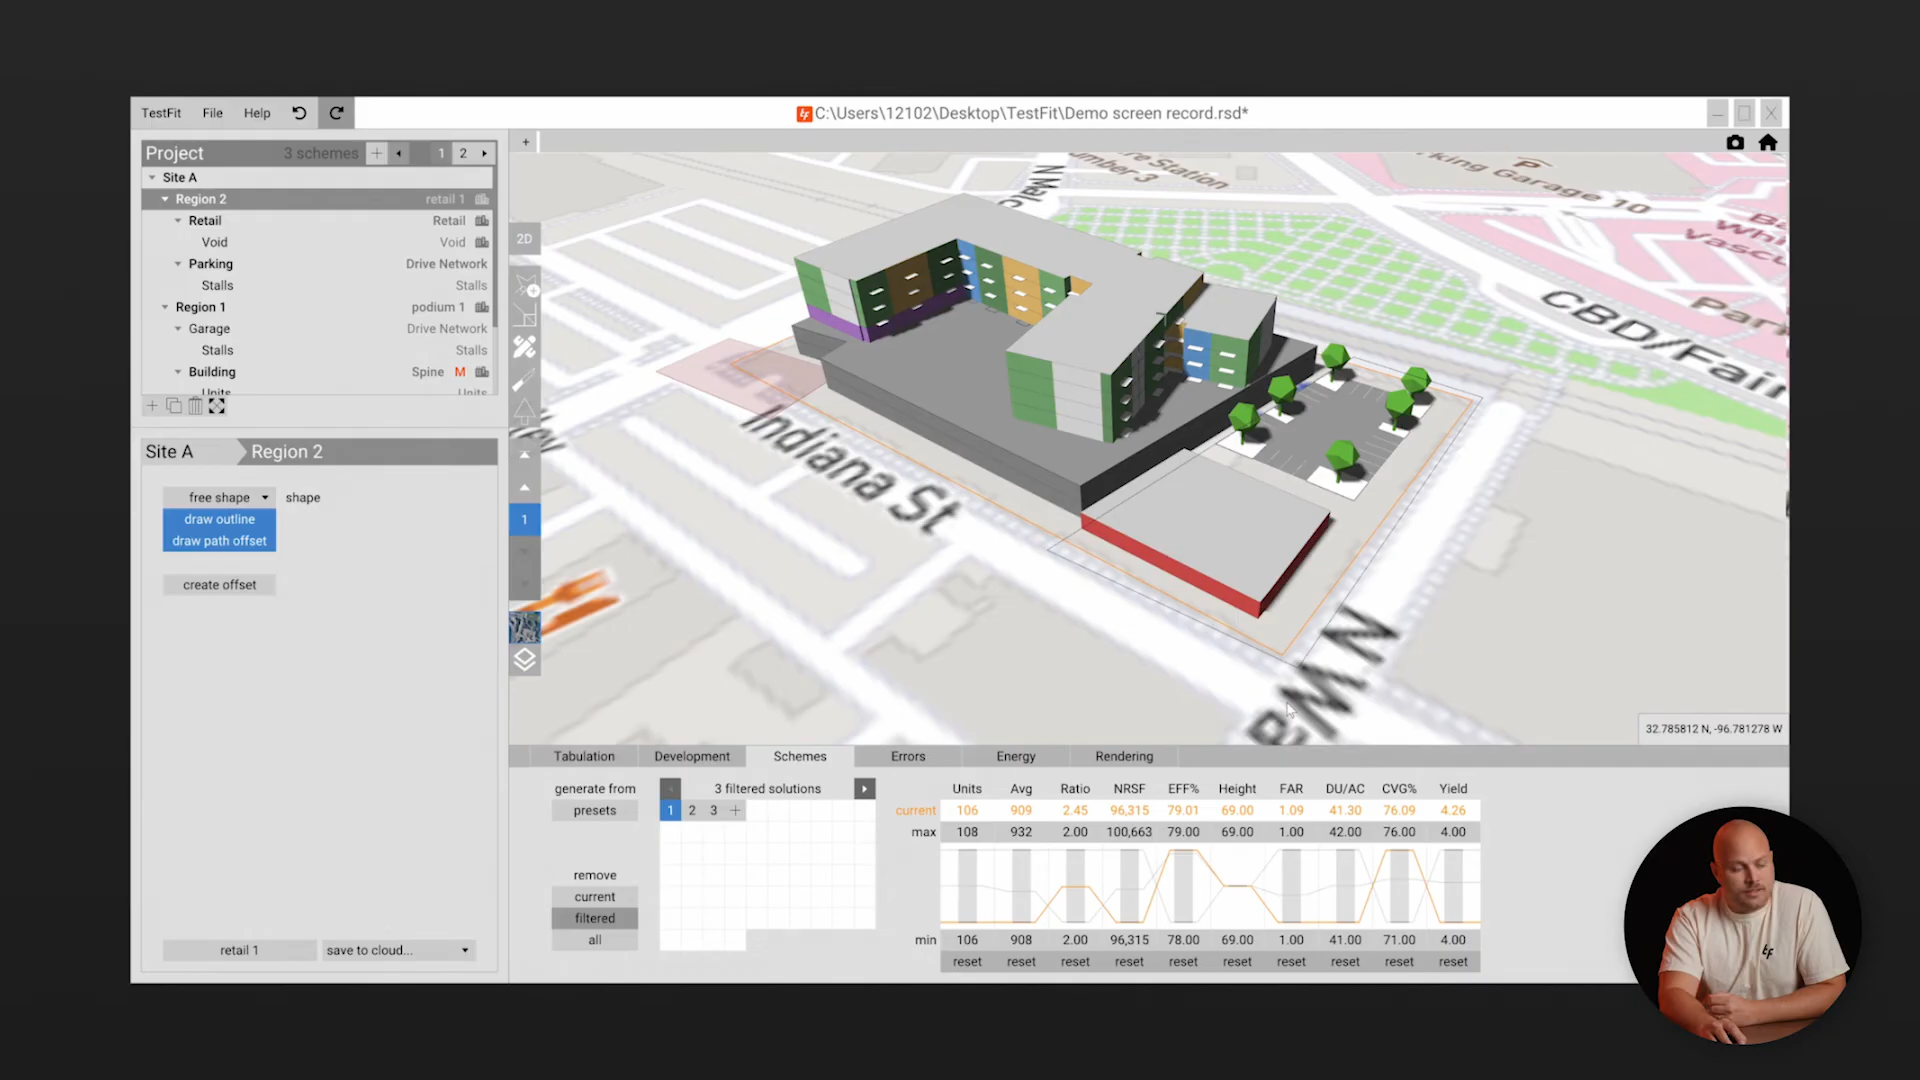 TestFit File Help
C:\Users\12102\Desktop\TestFit\Demo screen record.rsd*
Project 3 schemes + 1 2
Site A
Region 2 retail 1
Retail Retail
Void Void
Parking Drive Network
Stalls Stalls
Region 1 podium 1
Garage Drive Network
Stalls Stalls
Building Spine M
Units
Site A Region 2
free shape shape
draw outline
draw path offset
create offset
retail 1 save to cloud...
+
2D
1
Number 3
Station
Parking Garage 10
CBD/Fair
Indiana St
32.785812 N, -96.781278 W
Tabulation Development Schemes Errors Energy Rendering
generate from
presets
3 filtered solutions
1 2 3 +
remove
current
filtered
all
Units Avg Ratio NRSF EFF% Height FAR DU/AC CVG% Yield
current 106 909 2.45 96,315 79.01 69.00 1.09 41.30 76.09 4.26
max 108 932 2.00 100,663 79.00 69.00 1.00 42.00 76.00 4.00
min 106 908 2.00 96,315 78.00 69.00 1.00 41.00 71.00 4.00
reset reset reset reset reset reset reset reset reset reset